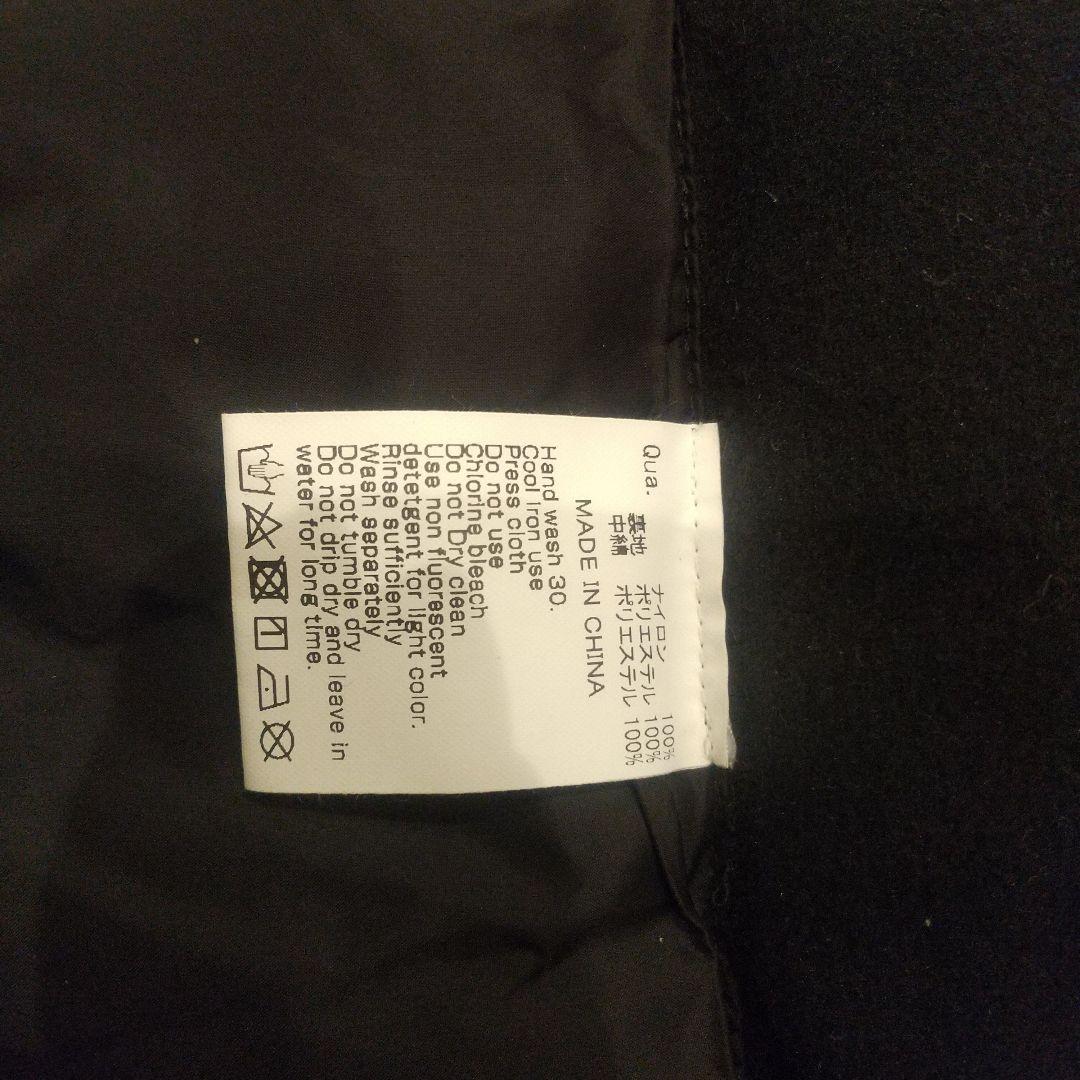 Qua. ナイロン 100%
裏地 ポリエステル 100%
中綿 ポリエステル 100%
MADE IN CHINA
Hand wash 30.
Cool iron use
Press cloth
Do not use
Chlorine bleach
Do not Dry clean
Use non fluorescent
detetgent for light color.
Rinse sufficiently
Wash separately
Do not tumble dry
Do not drip dry and leave in
water for long time.